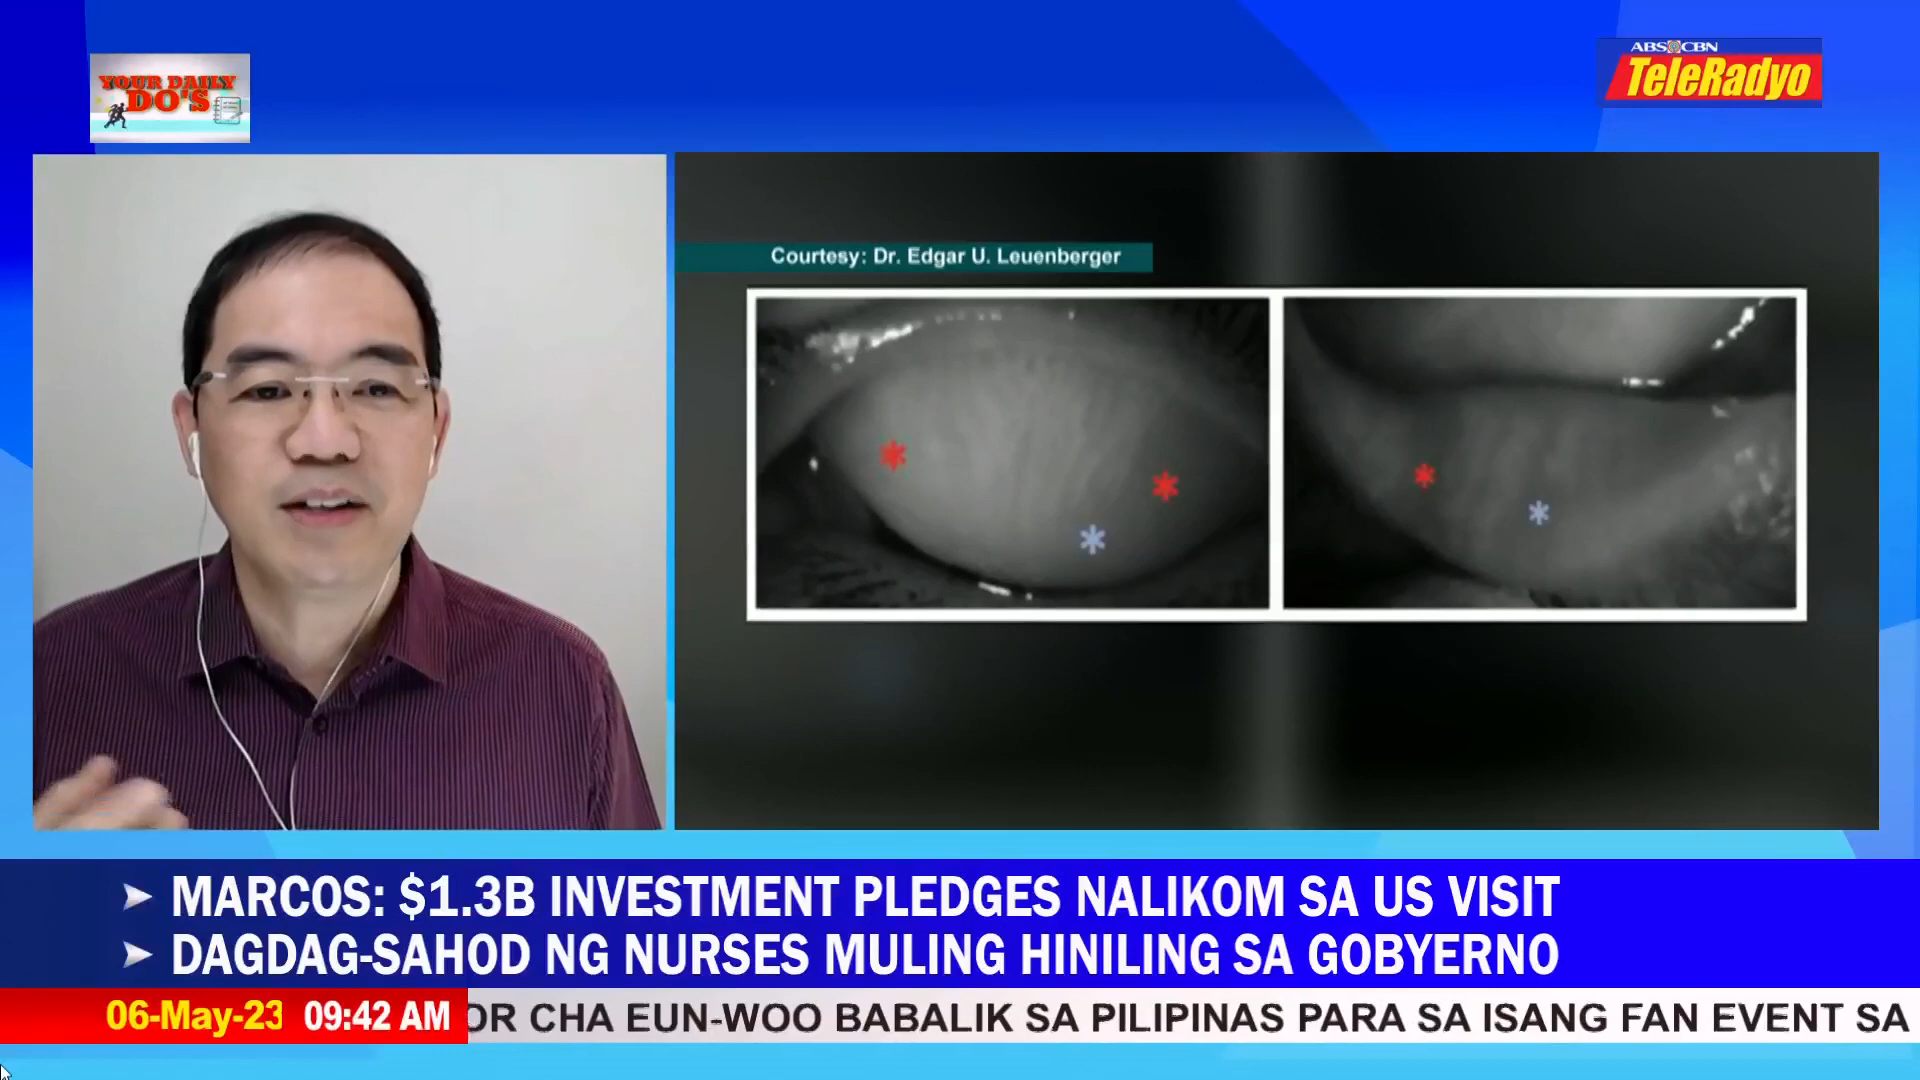 YOUR DAILY
DO'S
ABS CBN
TeleRadyo
Courtesy: Dr. Edgar U. Leuenberger
MARCOS: $1.3B INVESTMENT PLEDGES NALIKOM SA US VISIT
DAGDAG-SAHOD NG NURSES MULING HINILING SA GOBYERNO
06-May-23 09:42 AM OR CHA EUN-WOO BABALIK SA PILIPINAS PARA SA ISANG FAN EVENT SA